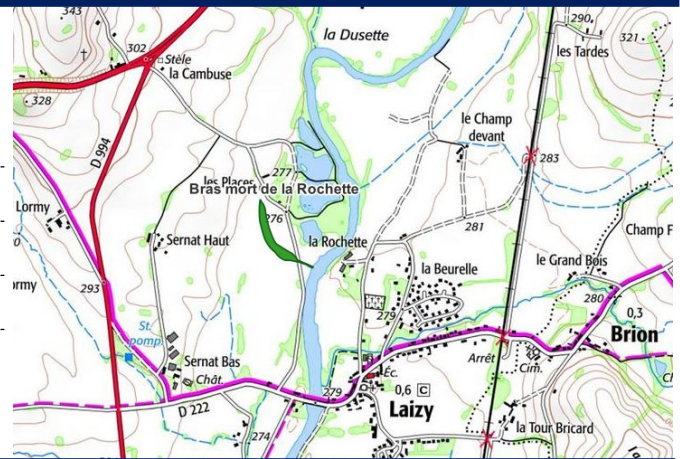 343
la Dusette
290
les Tardes
321
302
Stèle
la Cambuse
328
le Champ
devant
D 994
283
277
les Places
Bras mort de la Rochette
276
Lormy
281
Sernat Haut
la Rochette
la Beurelle
Champ F
le Grand Bois
ormy
293
280
279
0,3
St.
pomp.
Brion
Arrêt
Cim.
Sernat Bas
Chât.
Éc.
279
0,6 C
D 222
Laizy
la Tour Bricard
274